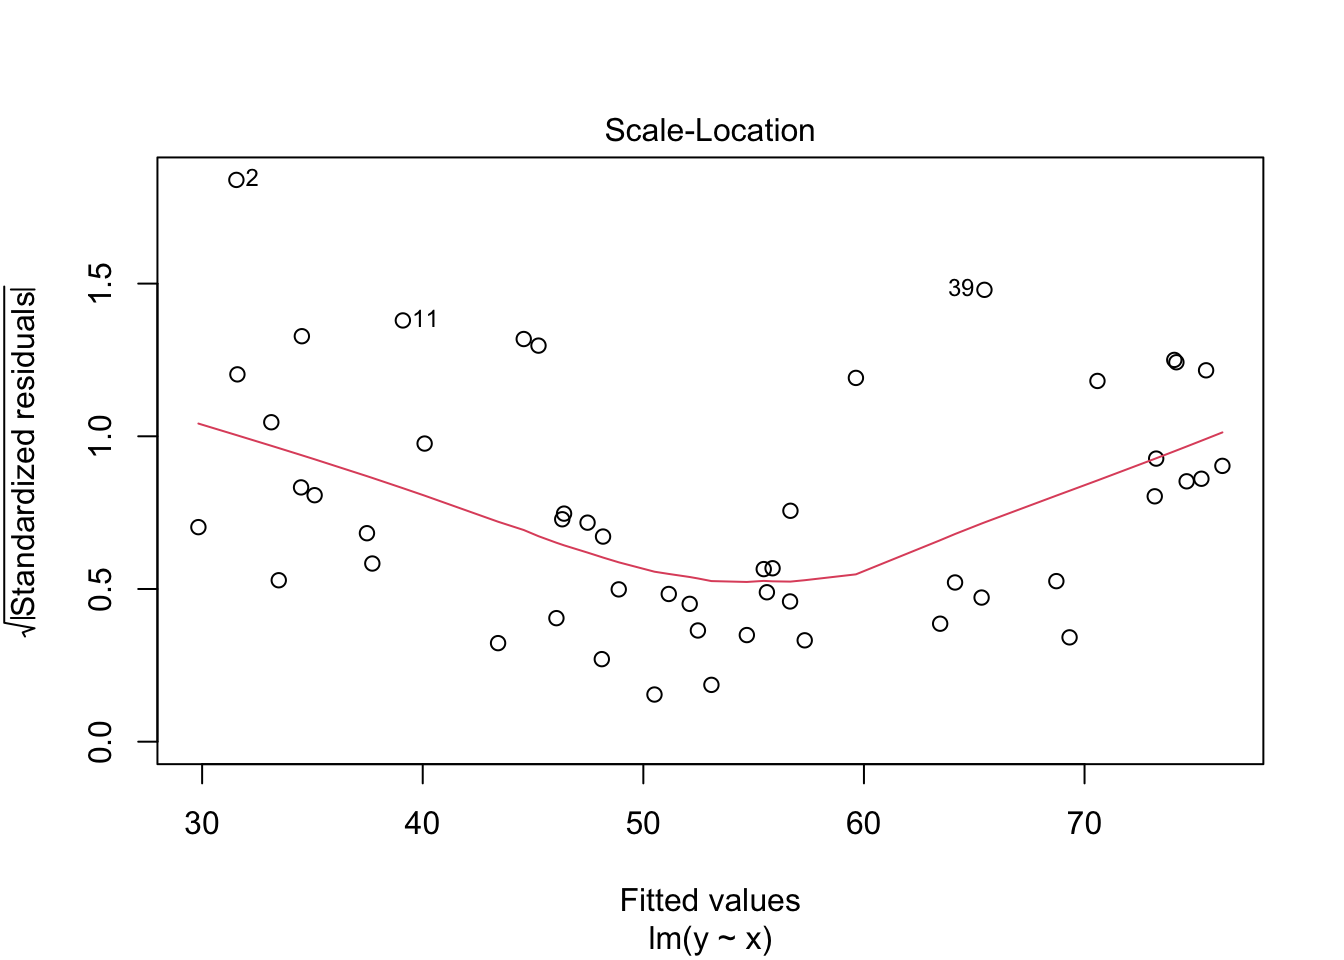 Scale-Location
√|Standardized residuals|
1.5
1.0
0.5
0.0
2
11
39
30 40 50 60 70
Fitted values
lm(y ~ x)